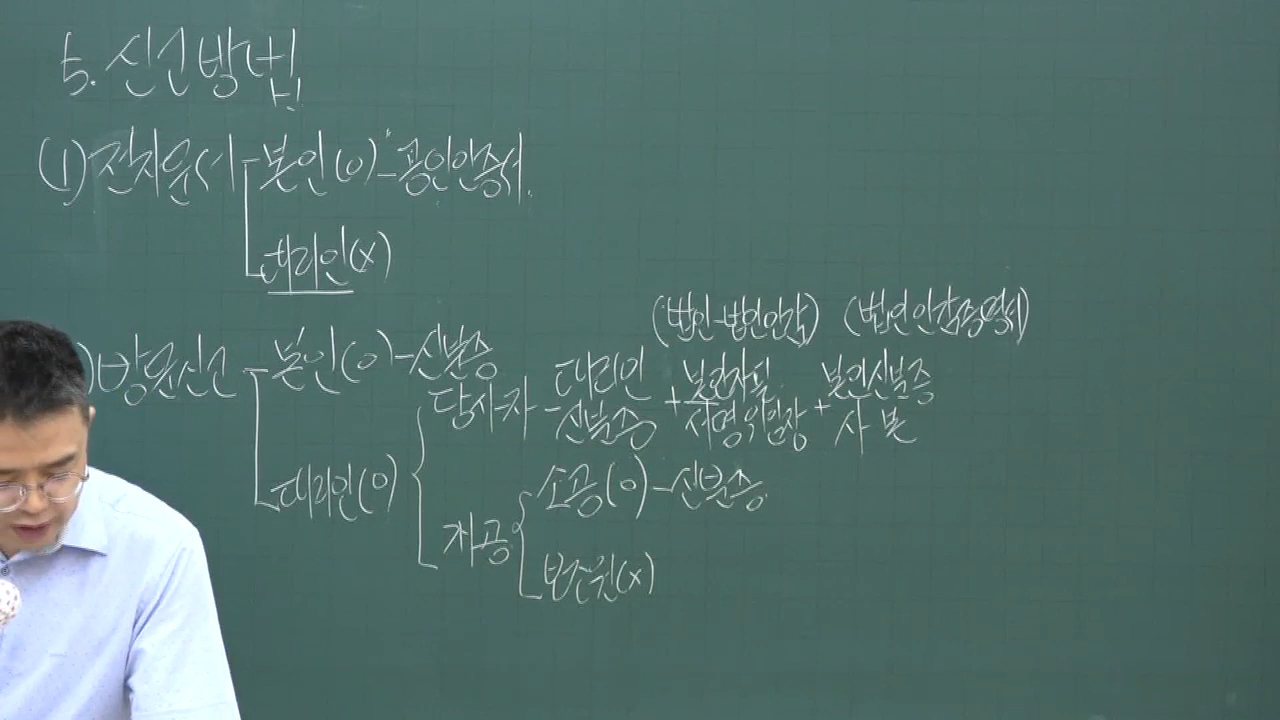 5. 신고방법
(1) 전자문서 - 본인(O) - 공인인증서.
대리인(X)
(법인-법인인감) (법인인감증명서)
)방문신고 - 본인(O) - 신분증
당사자 - 대리인 신분증 + 본인자필 서명위임장 + 본인신분증 사본
대리인(O)
소공(O) - 신분증
개공
보조원(X)